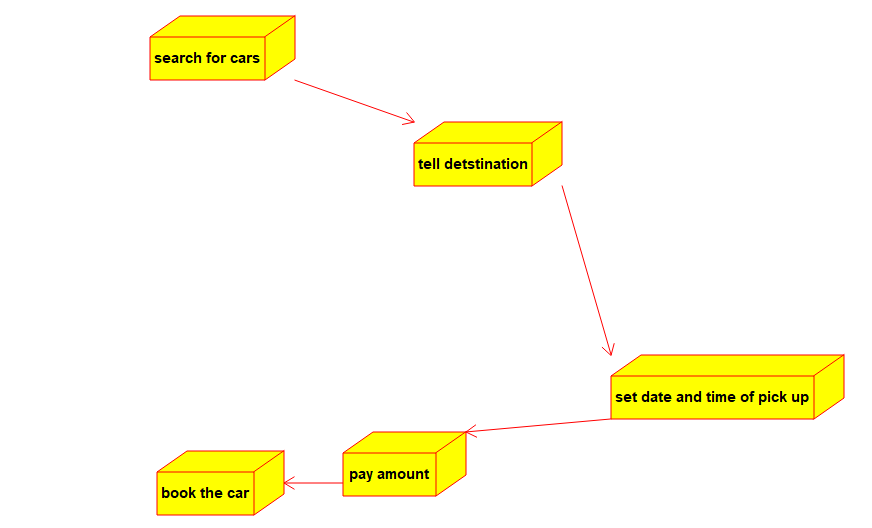 search for cars
tell detstination
set date and time of pick up
pay amount
book the car